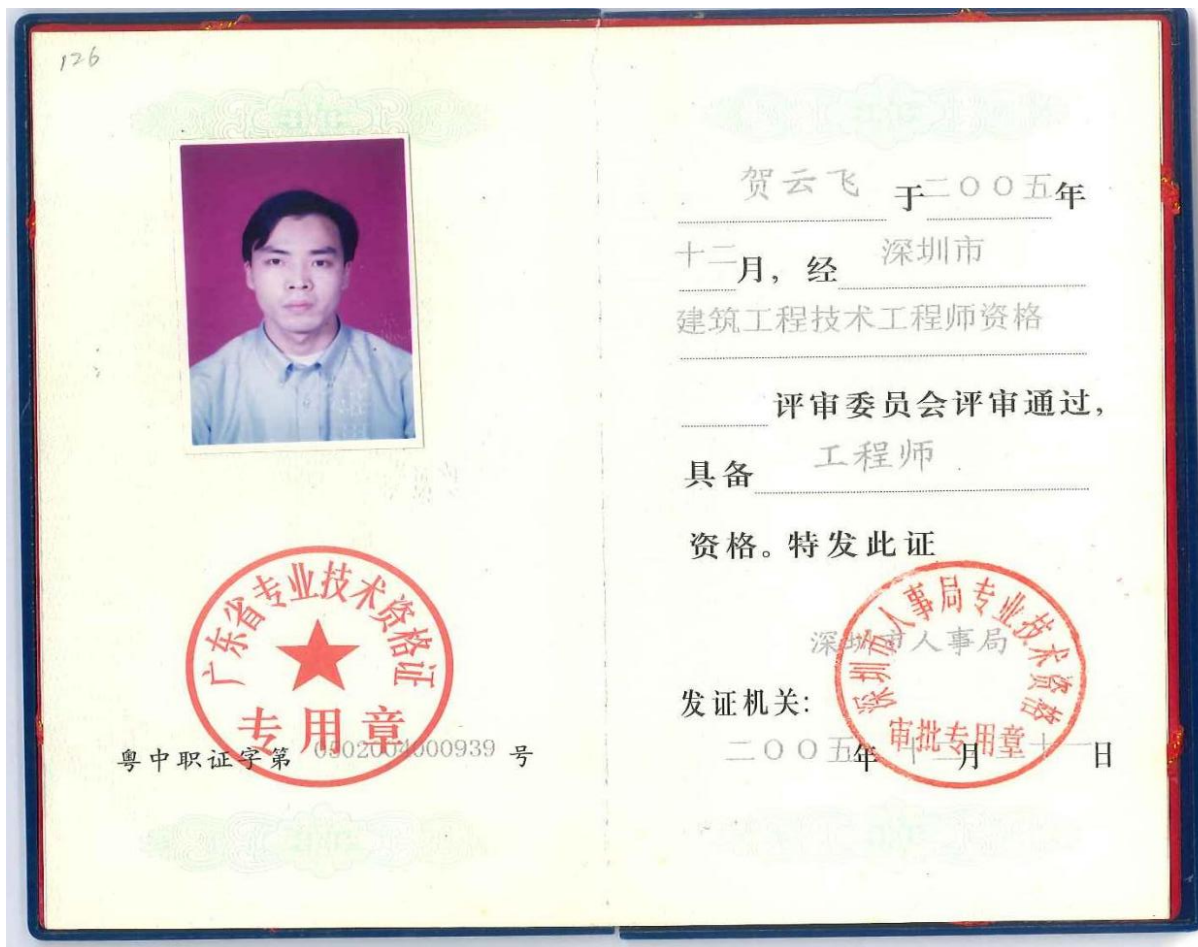 126
广东省专业技术资格证
专用章
粤中职证字第 0502004000939 号
贺云飞 于二〇〇五年
十二月，经 深圳市
建筑工程技术工程师资格
评审委员会评审通过，
具备 工程师
资格。特发此证
深圳市人事局
深圳市人事局专业技术资格
审批专用章
发证机关：
二〇〇五年 十二月 三十一日